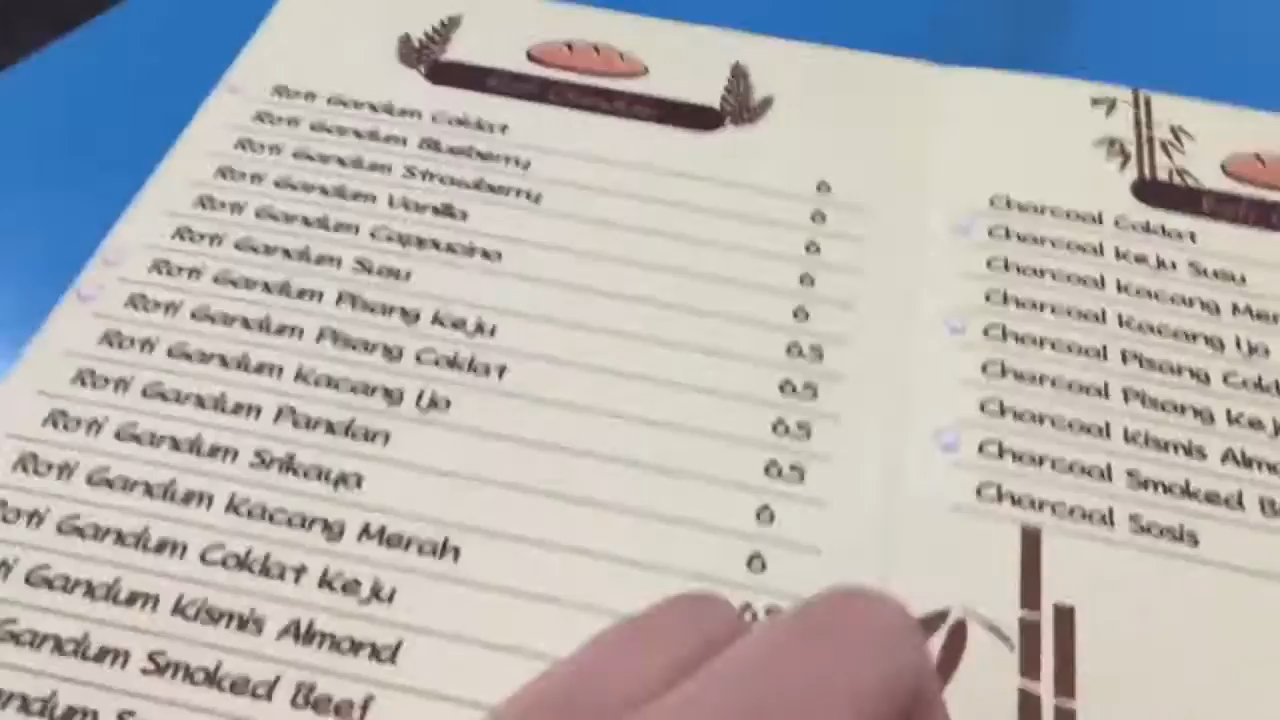 Roti Gandum Coklat
Roti Gandum Blueberry 6
Roti Gandum Strawberry 6
Roti Gandum Vanilla 6
Roti Gandum Cappucino 6
Roti Gandum Susu 6
Roti Gandum Pisang Keju 6.5
Roti Gandum Pisang Coklat 6.5
Roti Gandum Kacang Ijo 6.5
Roti Gandum Pandan 6.5
Roti Gandum Srikaya 6
Roti Gandum Kacang Merah 6
Roti Gandum Coklat Keju
Gandum Kismis Almond
Gandum Smoked Beef
Charcoal Coklat
Charcoal Keju Susu
Charcoal Kacang Mer
Charcoal Kacang Ijo
Charcoal Pisang Cokl
Charcoal Pisang Kej
Charcoal Kismis Almo
Charcoal Smoked B
Charcoal Sosis